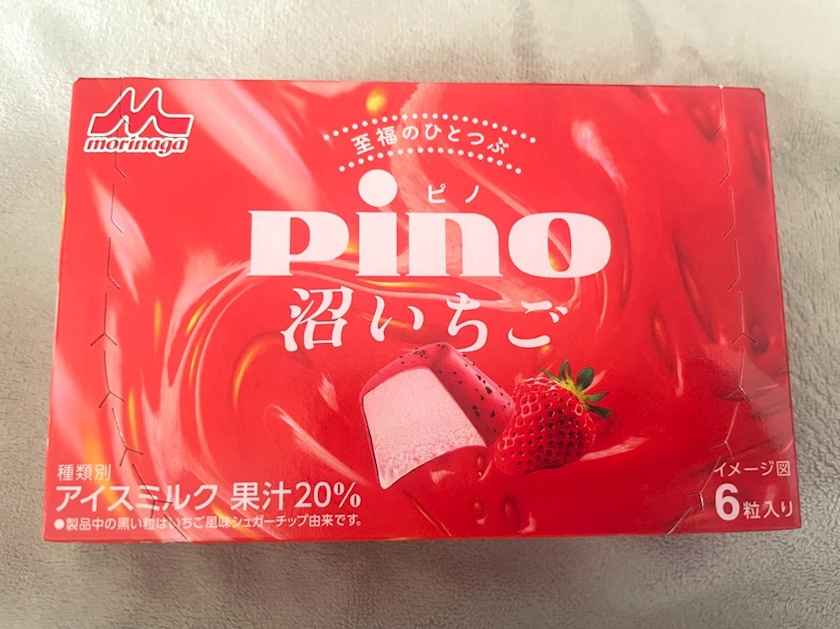 morinaga
至福のひとつぶ
ピノ
pino
沼いちご
種類別
アイスミルク 果汁20%
●製品中の黒い粒はいちご風味シュガーチップ由来です。
イメージ図
6粒入り